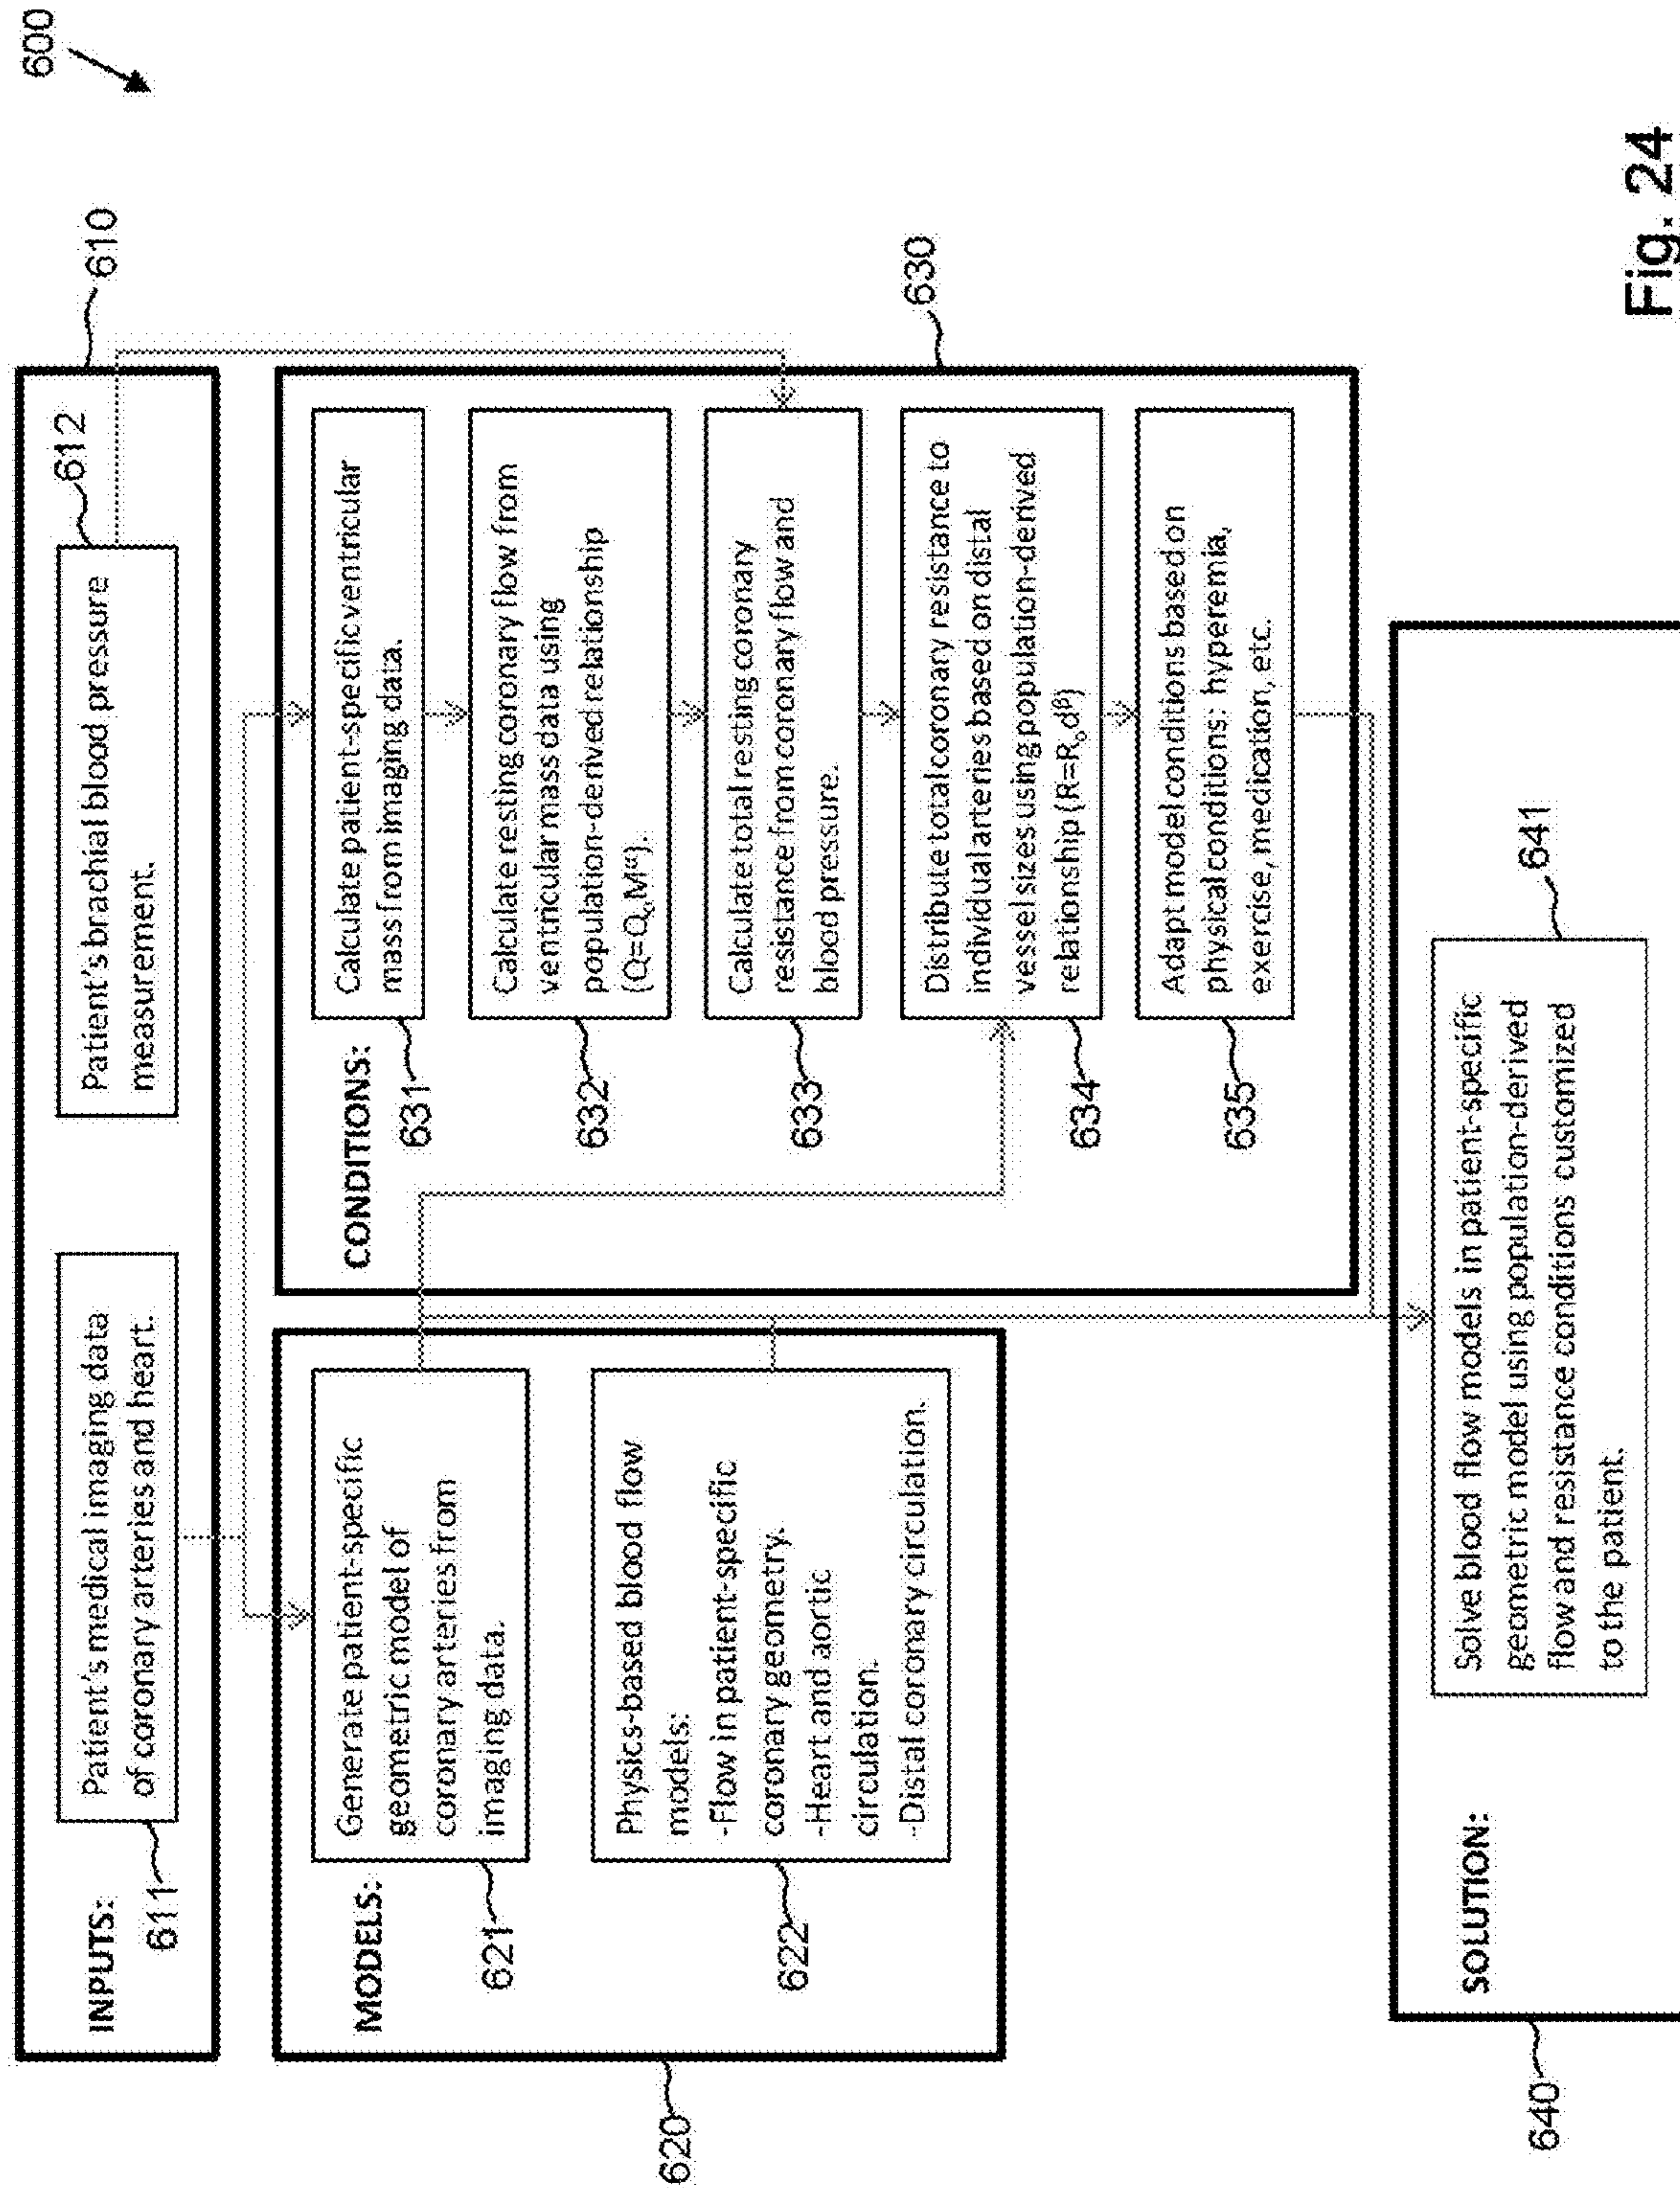 600
610
INPUTS:
611
Patient's medical imaging data
of coronary arteries and heart.
612
Patient's brachial blood pressure
measurement.
620
MODELS:
621
Generate patient-specific
geometric model of
coronary arteries from
imaging data.
622
Physics-based blood flow
models:
-Flow in patient-specific
coronary geometry.
-Heart and aortic
circulation.
-Distal coronary circulation.
630
CONDITIONS:
631
Calculate patient-specific ventricular
mass from imaging data.
632
Calculate resting coronary flow from
ventricular mass data using
population-derived relationship
(Q=Q₀Mᵅ).
633
Calculate total resting coronary
resistance from coronary flow and
blood pressure.
634
Distribute total coronary resistance to
individual arteries based on distal
vessel sizes using population-derived
relationship (R=R₀dᵝ)
635
Adapt model conditions based on
physical conditions: hyperemia,
exercise, medication, etc.
640
SOLUTION:
641
Solve blood flow models in patient-specific
geometric model using population-derived
flow and resistance conditions customized
to the patient.
Fig. 24